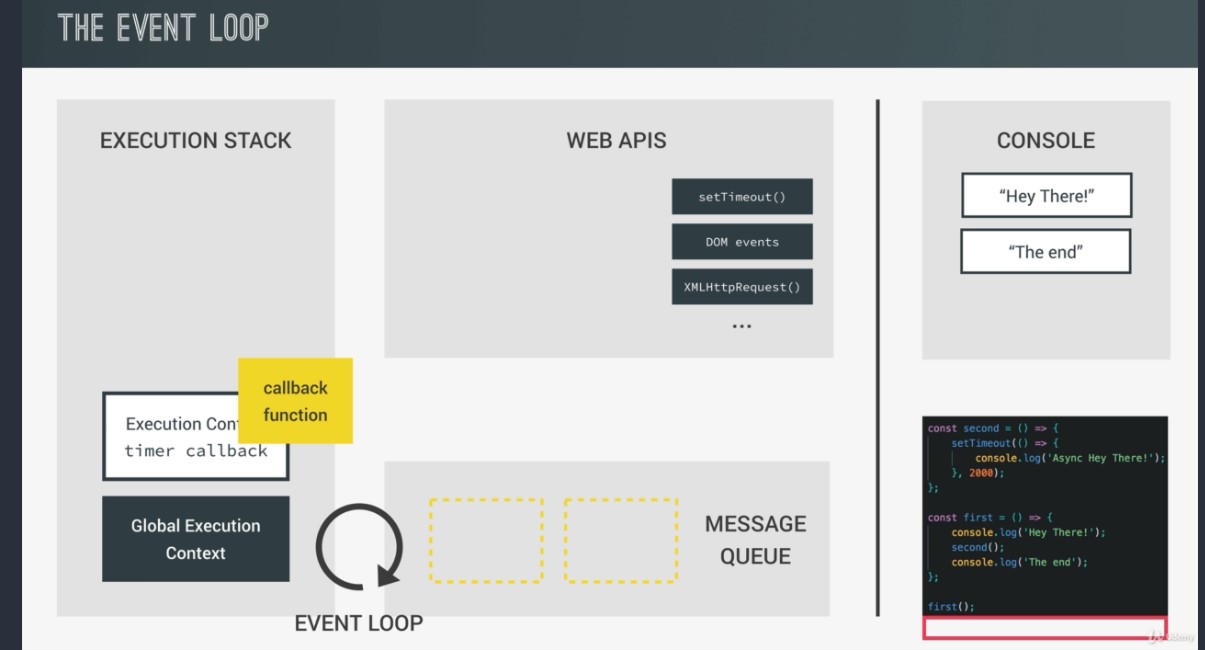 THE EVENT LOOP
EXECUTION STACK
callback
function
Execution Con
timer callback
Global Execution
Context
EVENT LOOP
WEB APIS
setTimeout()
DOM events
XMLHttpRequest()
...
MESSAGE
QUEUE
CONSOLE
“Hey There!”
“The end”
const second = () => {
setTimeout(() => {
console.log('Async Hey There!');
}, 2000);
};
const first = () => {
console.log('Hey There!');
second();
console.log('The end');
};
first();
Udemy